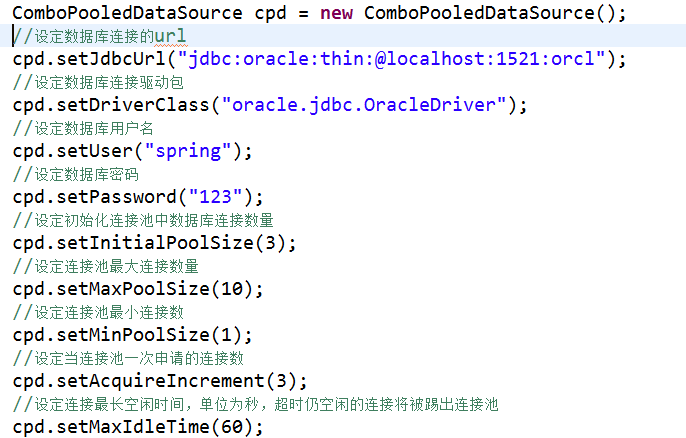 ComboPooledDataSource cpd = new ComboPooledDataSource();
//设定数据库连接的url
cpd.setJdbcUrl("jdbc:oracle:thin:@localhost:1521:orcl");
//设定数据库连接驱动包
cpd.setDriverClass("oracle.jdbc.OracleDriver");
//设定数据库用户名
cpd.setUser("spring");
//设定数据库密码
cpd.setPassword("123");
//设定初始化连接池中数据库连接数量
cpd.setInitialPoolSize(3);
//设定连接池最大连接数量
cpd.setMaxPoolSize(10);
//设定连接池最小连接数
cpd.setMinPoolSize(1);
//设定当连接池一次申请的连接数
cpd.setAcquireIncrement(3);
//设定连接最长空闲时间，单位为秒，超时仍空闲的连接将被踢出连接池
cpd.setMaxIdleTime(60);